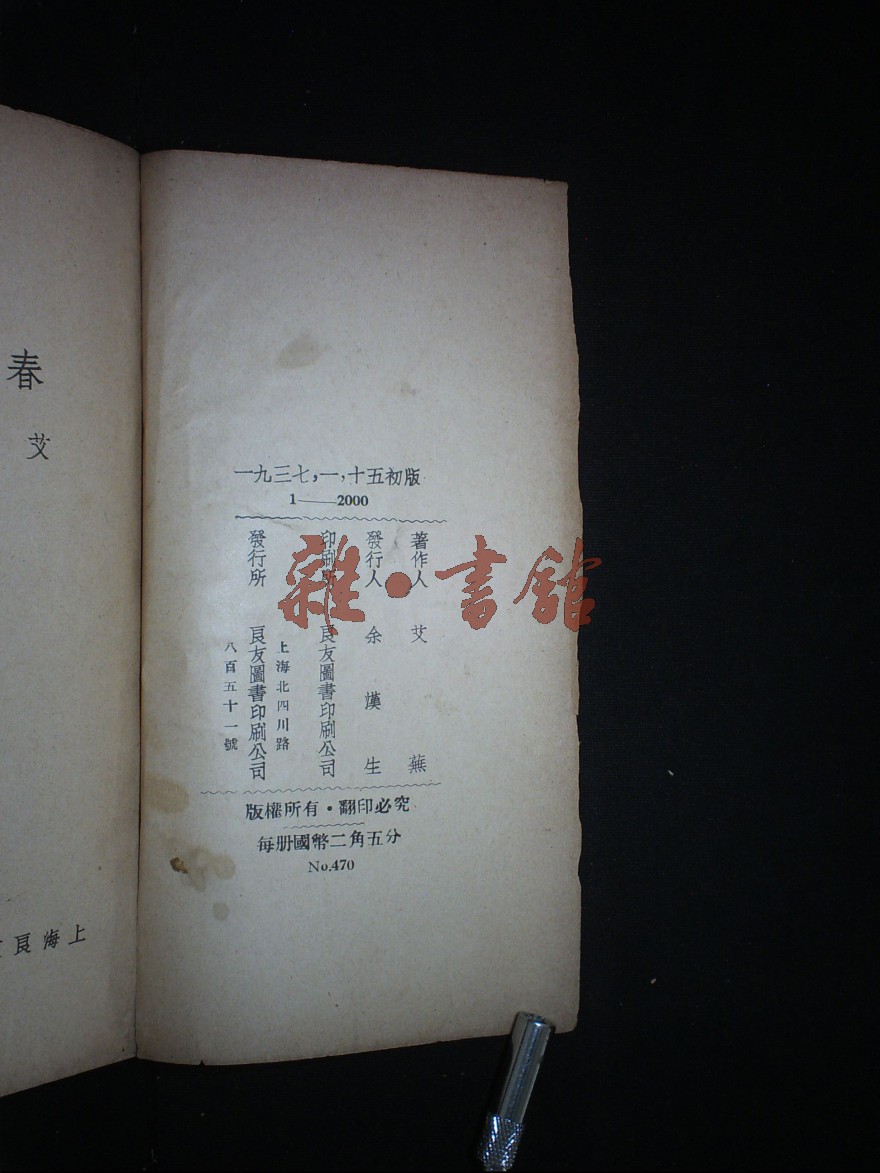 一九三七，一，十五初版
1——2000
著作人 艾蕪
發行人 余漢生
印刷所 良友圖書印刷公司
上海北四川路
發行所 良友圖書印刷公司
八百五十一號
版權所有·翻印必究
每册國幣二角五分
No.470
春
艾
上海良
雜·書館